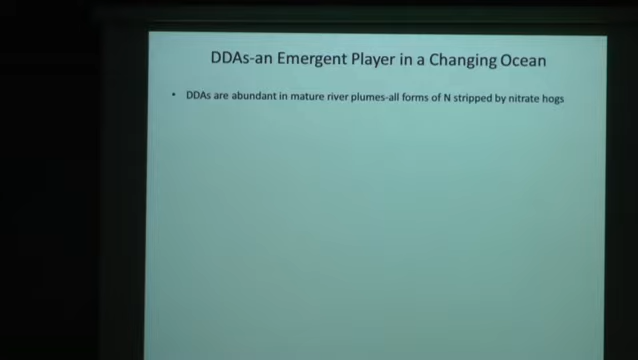 DDAs-an Emergent Player in a Changing Ocean
• DDAs are abundant in mature river plumes-all forms of N stripped by nitrate hogs